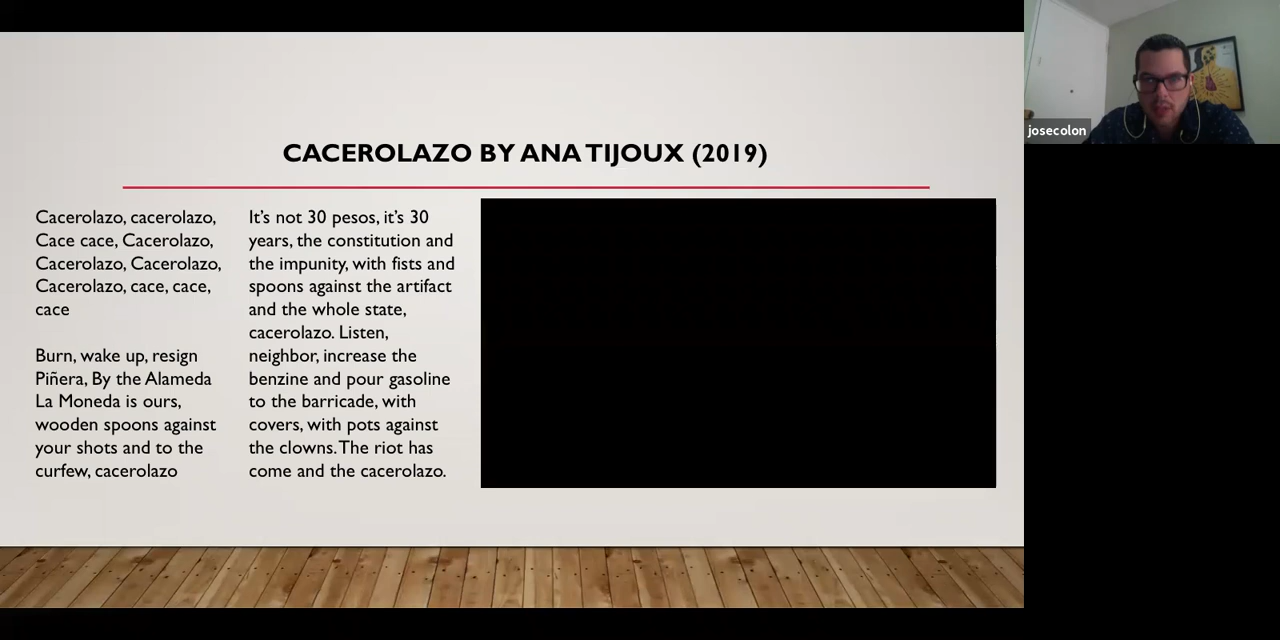 CACEROLAZO BY ANA TIJOUX (2019)
Cacerolazo, cacerolazo,
Cace cace, Cacerolazo,
Cacerolazo, Cacerolazo,
Cacerolazo, cace, cace,
cace
Burn, wake up, resign
Piñera, By the Alameda
La Moneda is ours,
wooden spoons against
your shots and to the
curfew, cacerolazo
It’s not 30 pesos, it’s 30
years, the constitution and
the impunity, with fists and
spoons against the artifact
and the whole state,
cacerolazo. Listen,
neighbor, increase the
benzine and pour gasoline
to the barricade, with
covers, with pots against
the clowns. The riot has
come and the cacerolazo.
josecolon